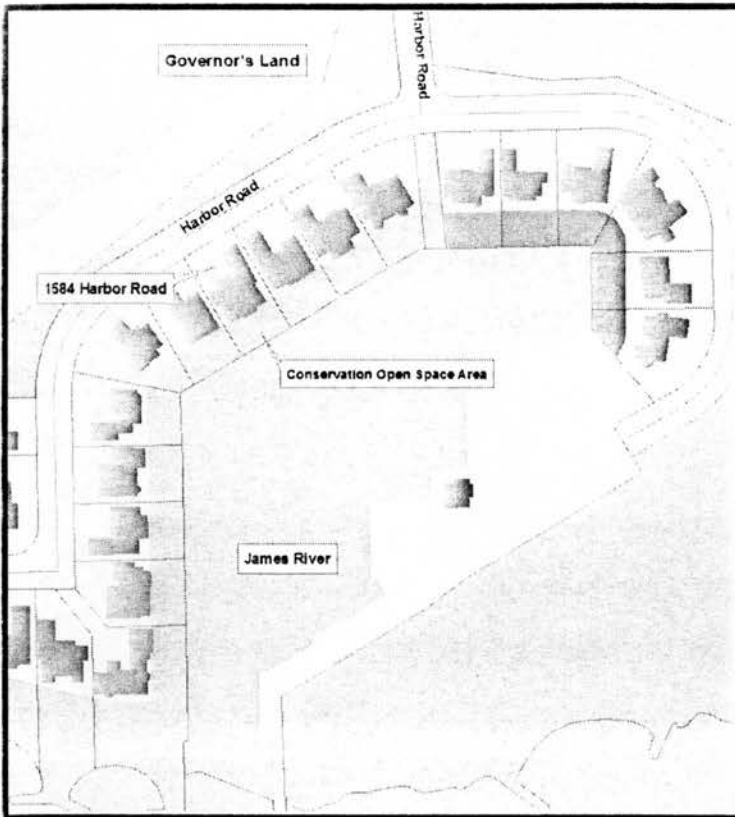 Governor's Land
Harbor Road
Harbor Road
1584 Harbor Road
Conservation Open Space Area
James River